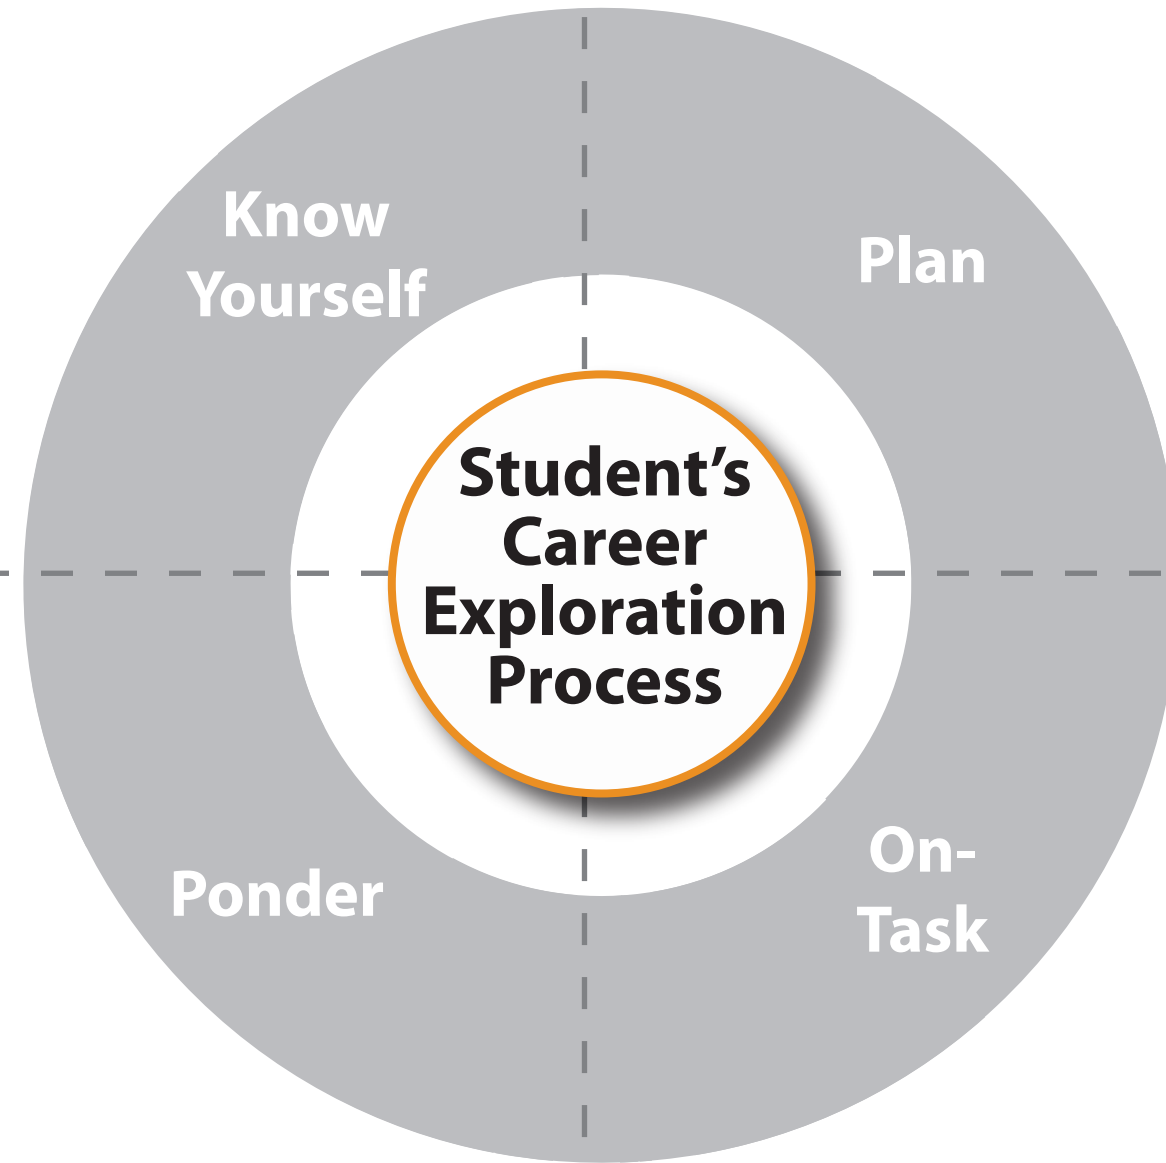 Know
Yourself
Plan
Student’s
Career
Exploration
Process
Ponder
On-
Task